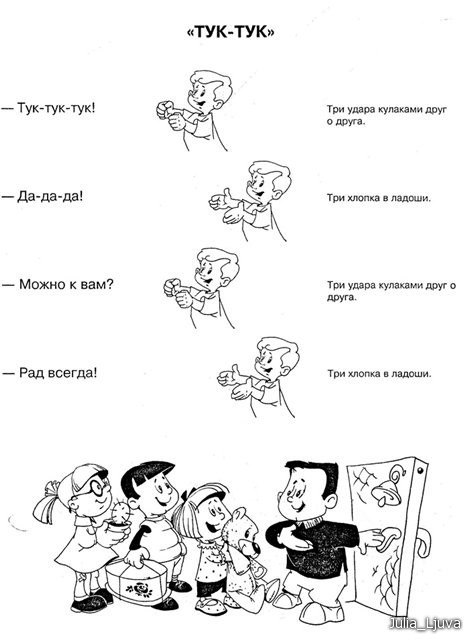 «ТУК-ТУК»
— Тук-тук-тук!
Три удара кулаками друг
о друга.
— Да-да-да!
Три хлопка в ладоши.
— Можно к вам?
Три удара кулаками друг о
друга.
— Рад всегда!
Три хлопка в ладоши.
Julia_Ljuva